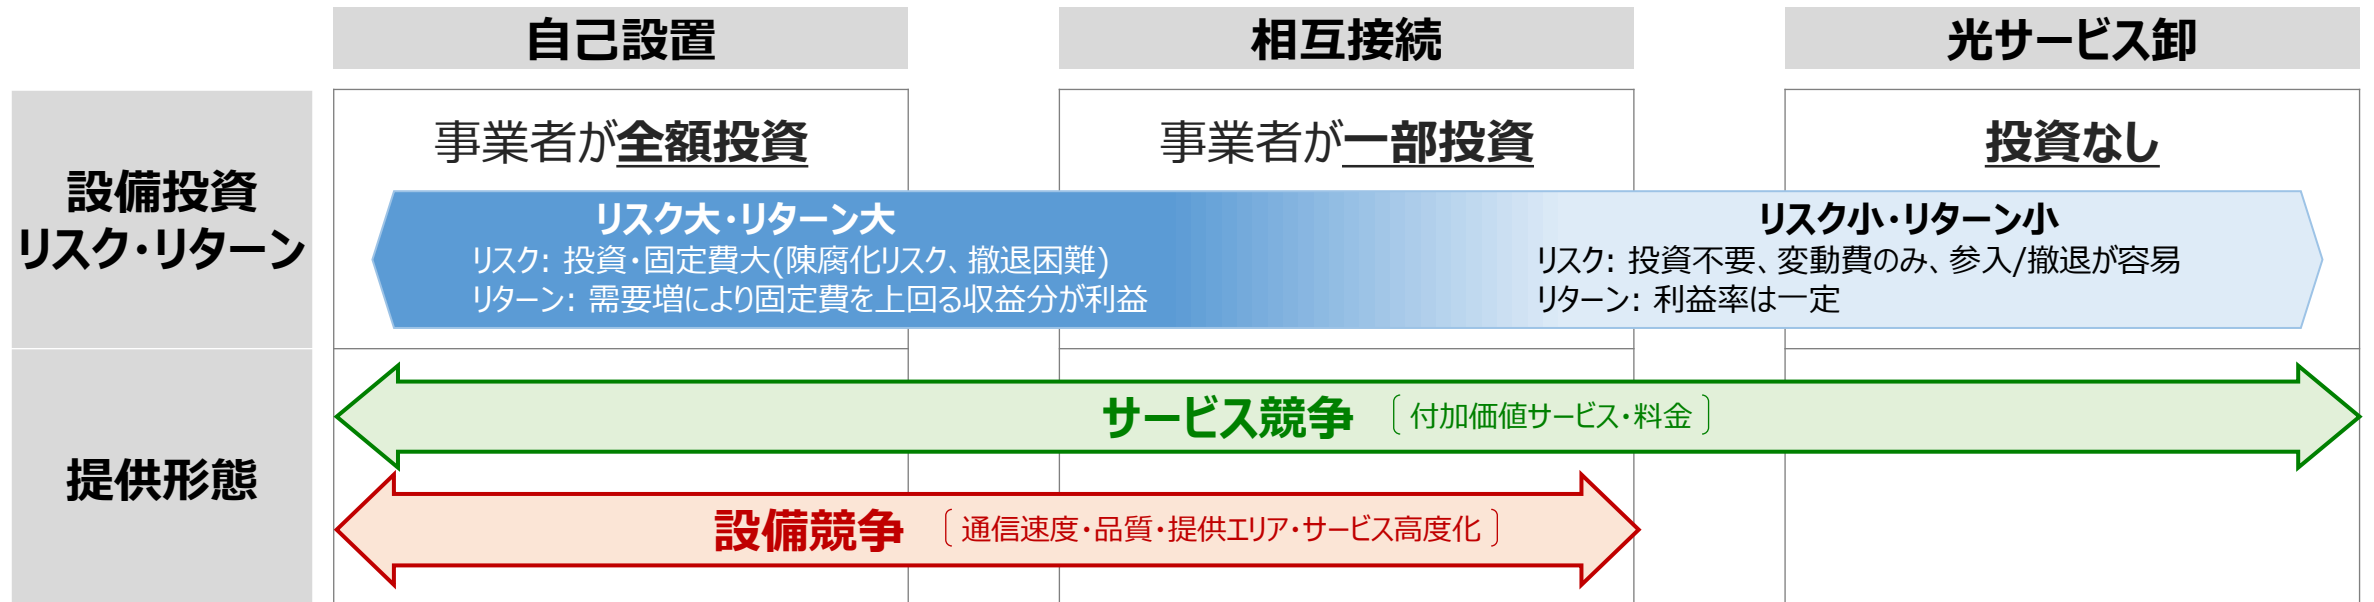 自己設置
相互接続
光サービス卸
設備投資
リスク・リターン
事業者が全額投資
事業者が一部投資
投資なし
リスク大・リターン大
リスク: 投資・固定費大(陳腐化リスク、撤退困難)
リターン: 需要増により固定費を上回る収益分が利益
リスク小・リターン小
リスク: 投資不要、変動費のみ、参入/撤退が容易
リターン: 利益率は一定
提供形態
サービス競争 〔 付加価値サービス・料金 〕
設備競争 〔 通信速度・品質・提供エリア・サービス高度化 〕